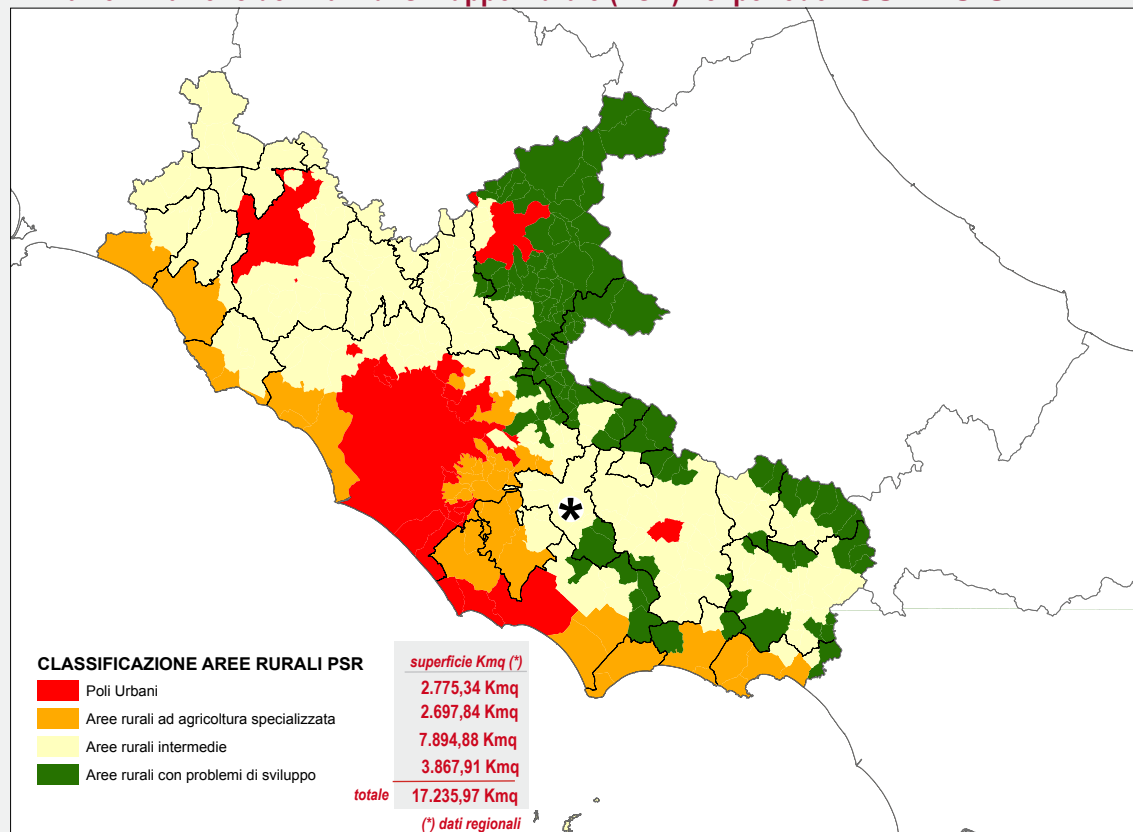 CLASSIFICAZIONE AREE RURALI PSR
superficie Kmq (*)
Poli Urbani
2.775,34 Kmq
Aree rurali ad agricoltura specializzata
2.697,84 Kmq
Aree rurali intermedie
7.894,88 Kmq
Aree rurali con problemi di sviluppo
3.867,91 Kmq
totale 17.235,97 Kmq
(*) dati regionali
*